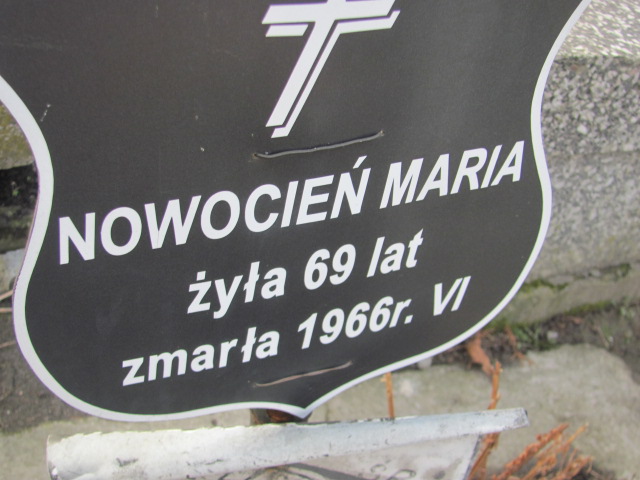 NOWOCIEŃ MARIA
żyła 69 lat
zmarła 1966r. VI